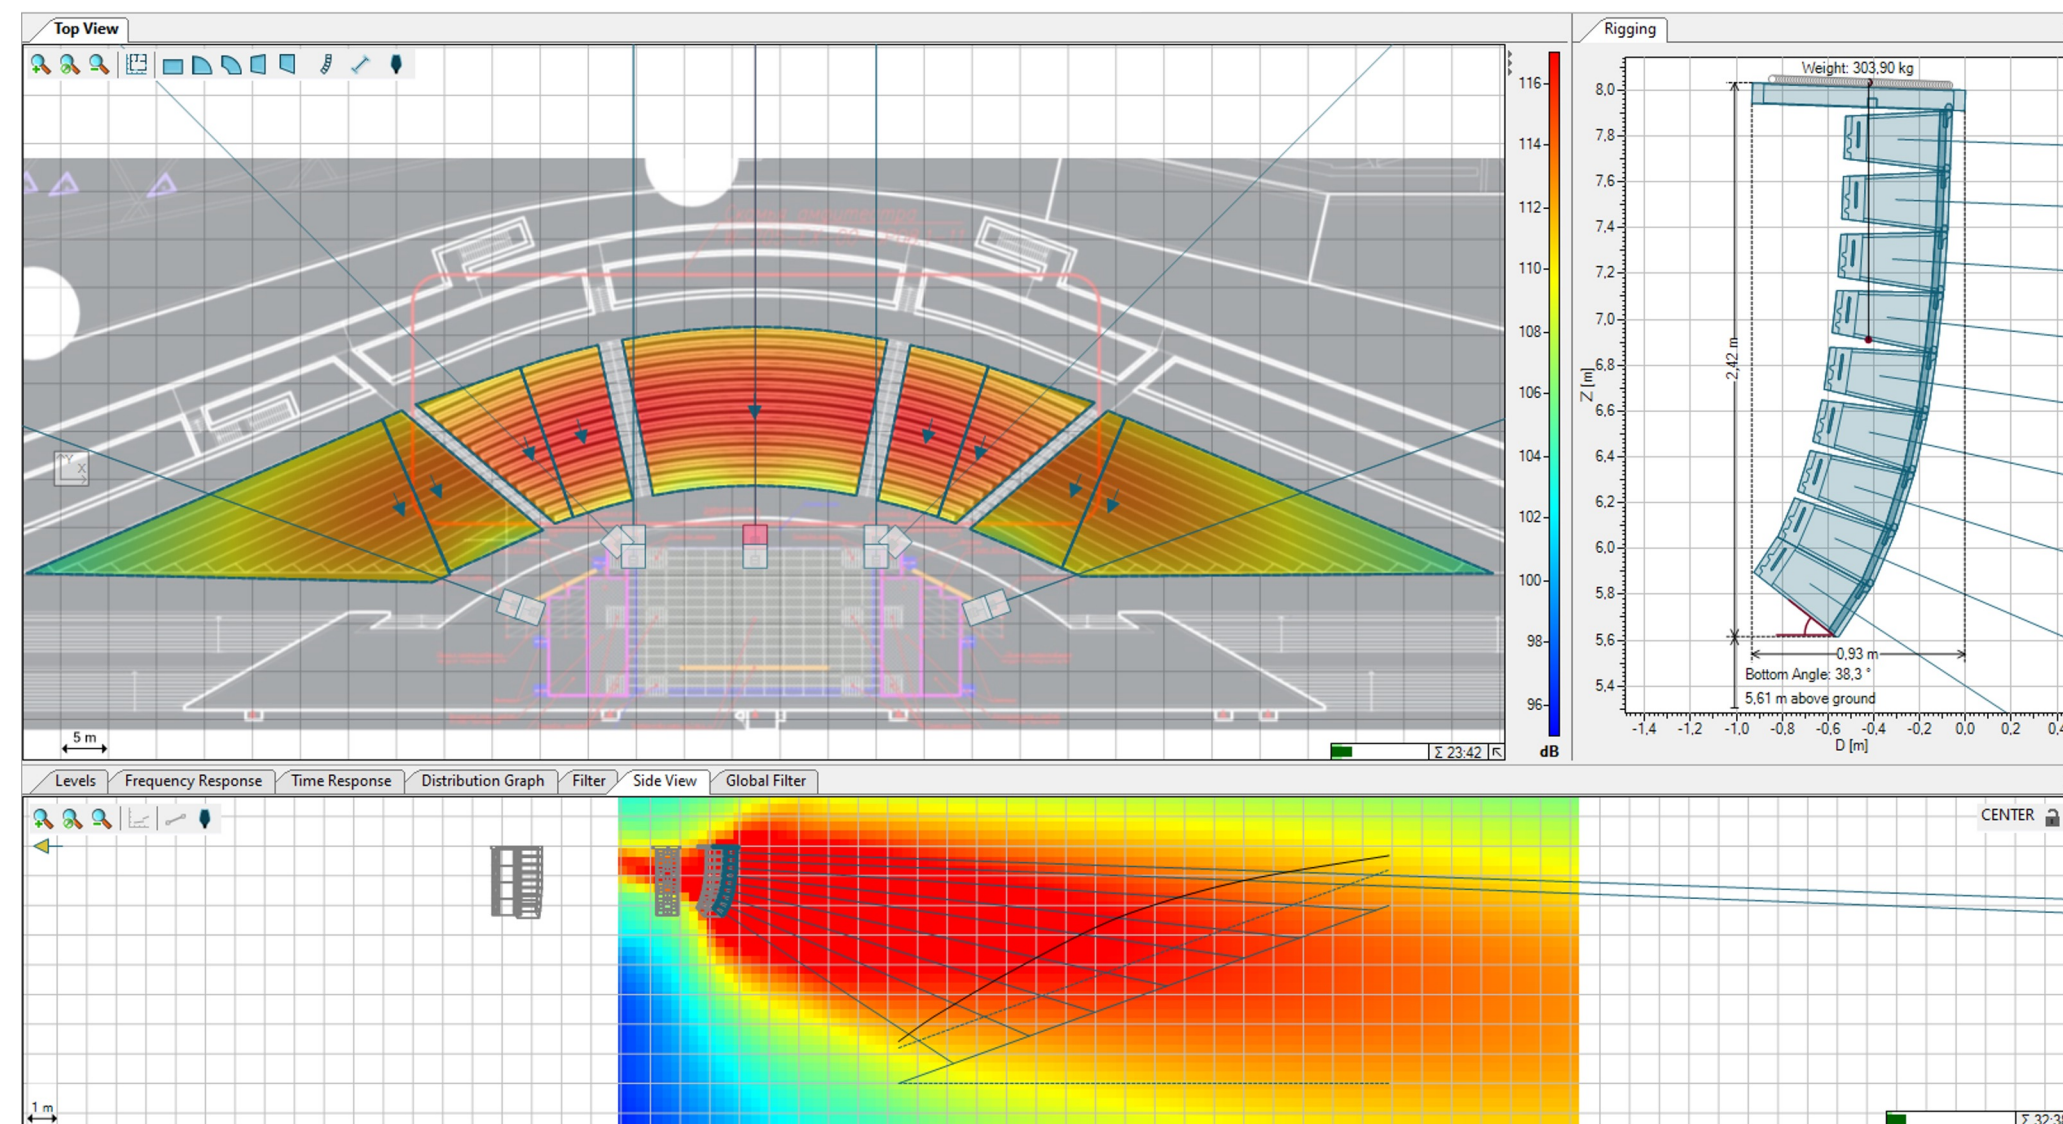 Top View
Rigging
116
114
112
110
108
106
104
102
100
98
96
dB
5 m
Σ 23:42
Y
X
Weight: 303,90 kg
8,0
7,8
7,6
7,4
7,2
7,0
6,8
6,6
6,4
6,2
6,0
5,8
5,6
5,4
Z [m]
2,42 m
0,93 m
Bottom Angle: 38,3 °
5,61 m above ground
-1,4
-1,2
-1,0
-0,8
-0,6
-0,4
-0,2
0,0
0,2
0,4
D [m]
Levels
Frequency Response
Time Response
Distribution Graph
Filter
Side View
Global Filter
CENTER
1 m